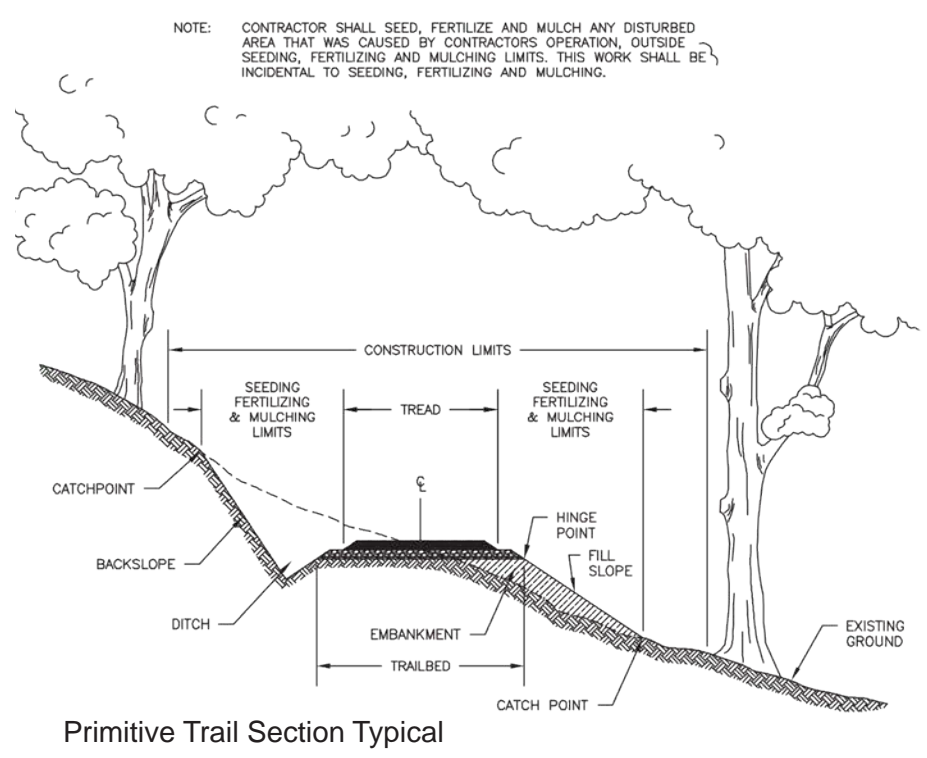 NOTE: CONTRACTOR SHALL SEED, FERTILIZE AND MULCH ANY DISTURBED
AREA THAT WAS CAUSED BY CONTRACTORS OPERATION, OUTSIDE
SEEDING, FERTILIZING AND MULCHING LIMITS. THIS WORK SHALL BE
INCIDENTAL TO SEEDING, FERTILIZING AND MULCHING.
CONSTRUCTION LIMITS
SEEDING
FERTILIZING
& MULCHING
LIMITS
TREAD
SEEDING
FERTILIZING
& MULCHING
LIMITS
CATCHPOINT
℄
HINGE
POINT
BACKSLOPE
FILL
SLOPE
DITCH
EMBANKMENT
EXISTING
GROUND
TRAILBED
CATCH POINT
Primitive Trail Section Typical